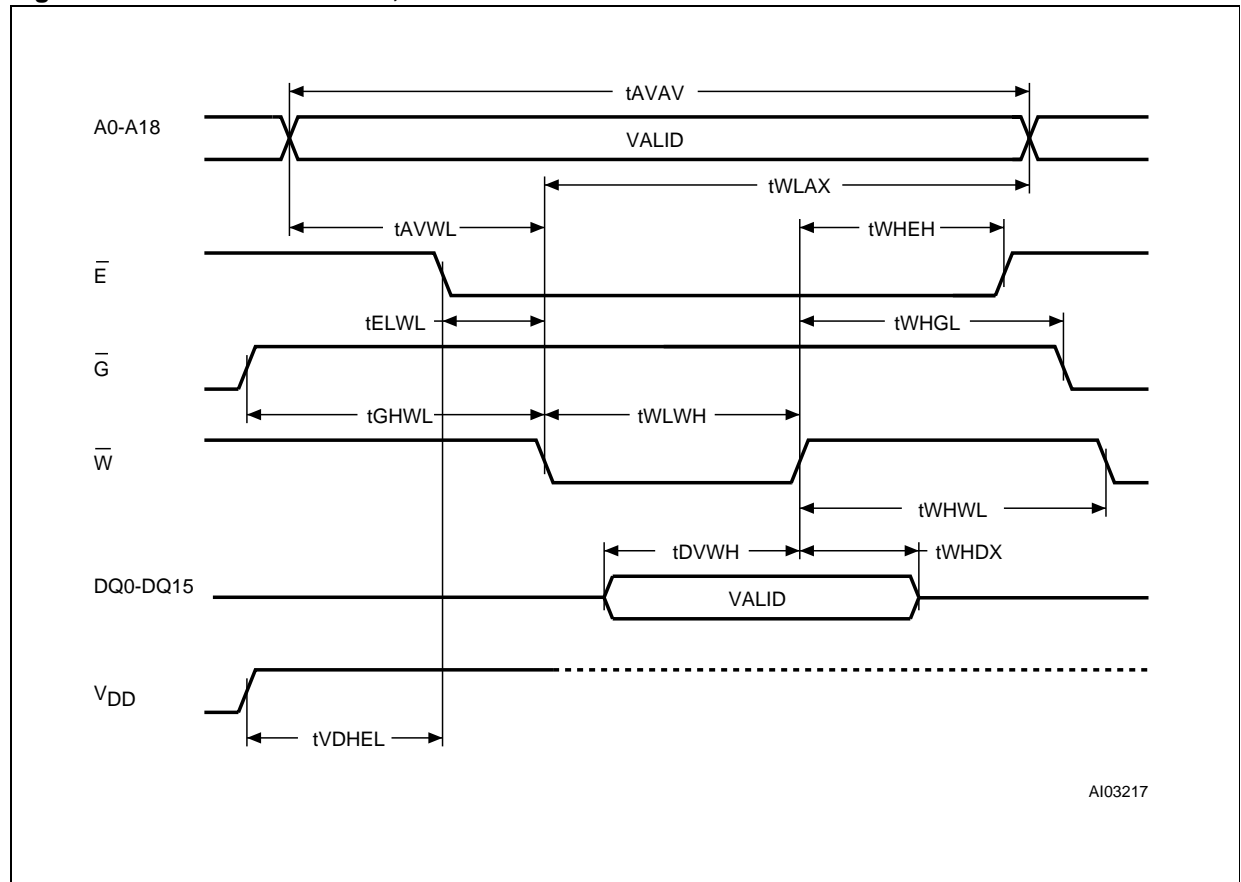 tAVAV
A0-A18
VALID
tWLAX
tAVWL
tWHEH
E
tELWL
tWHGL
G
tGHWL
tWLWH
W
tWHWL
tDVWH
tWHDX
DQ0-DQ15
VALID
VDD
tVDHEL
AI03217